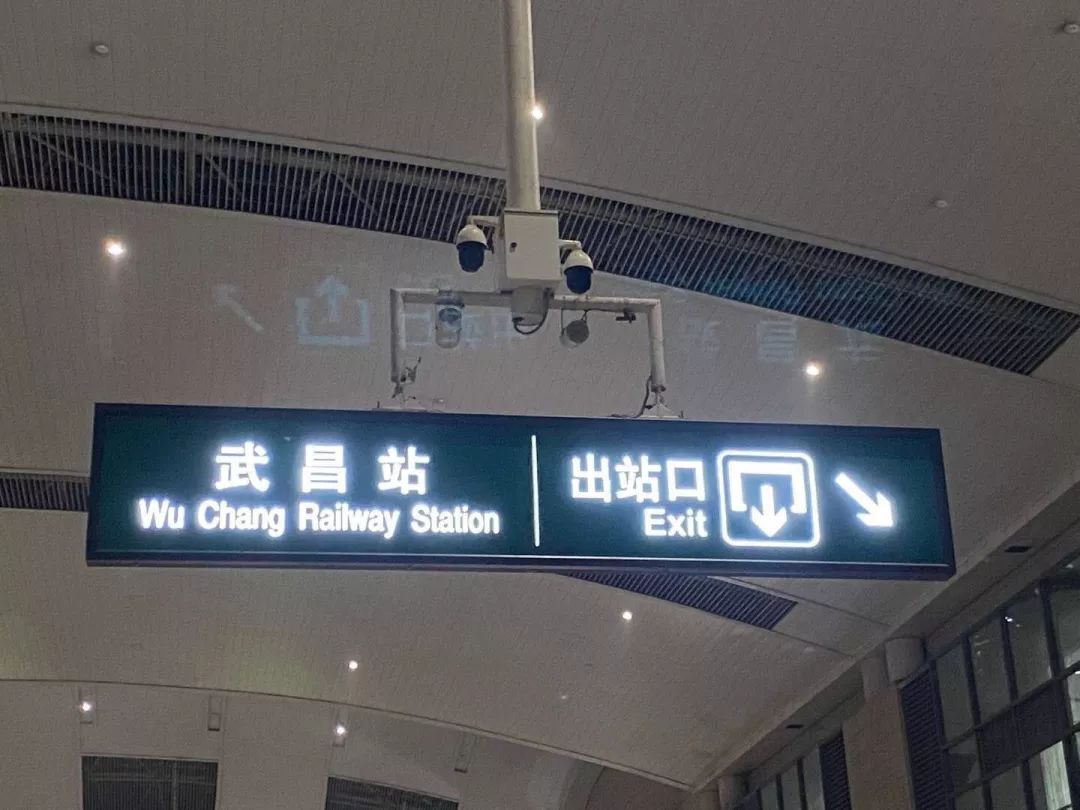 武昌站
Wu Chang Railway Station
出站口
Exit